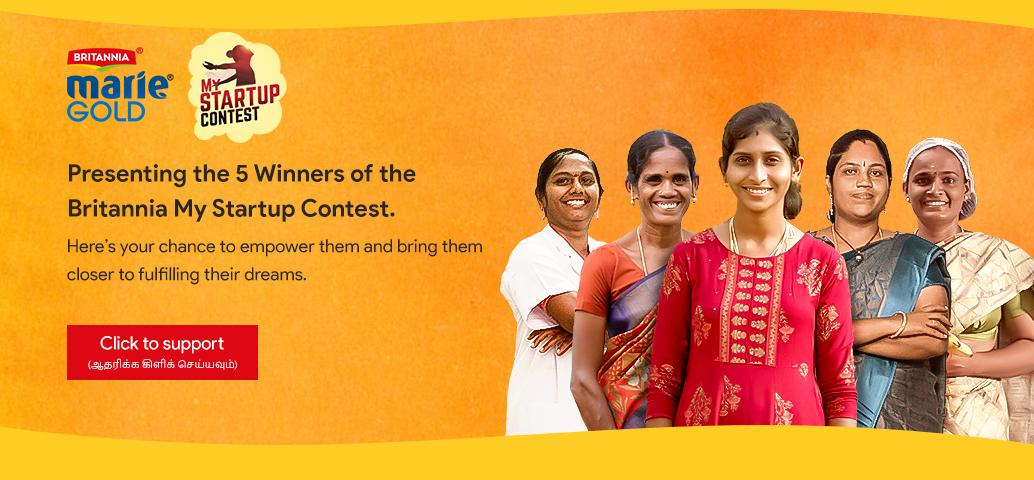 BRITANNIA®
marie®
GOLD
MY
STARTUP
CONTEST
Presenting the 5 Winners of the
Britannia My Startup Contest.
Here's your chance to empower them and bring them
closer to fulfilling their dreams.
Click to support
(ஆதரிக்க கிளிக் செய்யவும்)